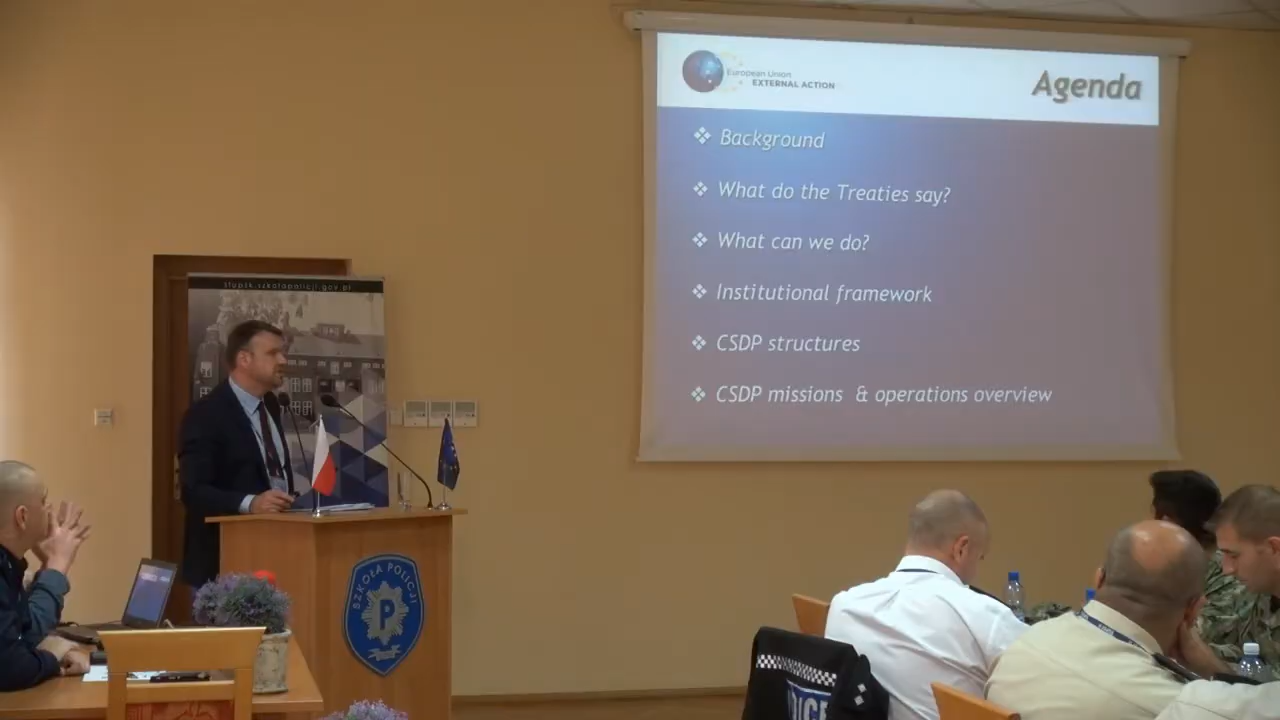 European Union
EXTERNAL ACTION
Agenda
Background
What do the Treaties say?
What can we do?
Institutional framework
CSDP structures
CSDP missions & operations overview
slupsk.szkolapolicji.gov.pl
SZKOŁA POLICJI
P